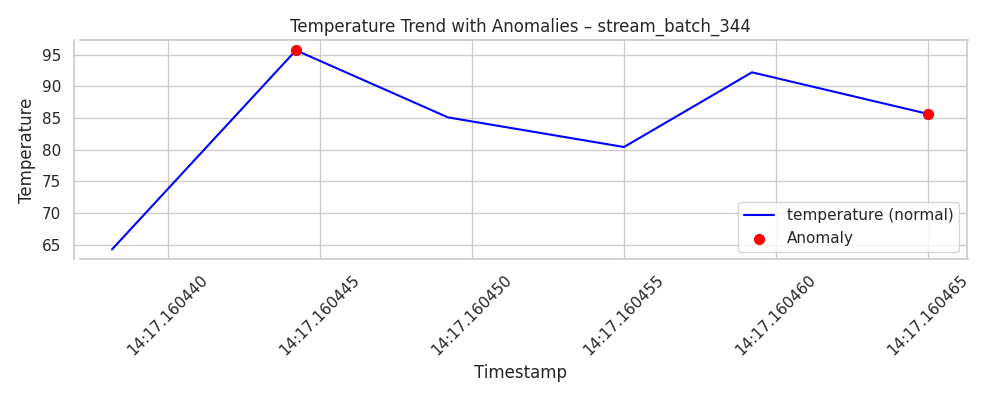 Temperature Trend with Anomalies – stream_batch_344
Temperature
95
90
85
80
75
70
65
temperature (normal)
Anomaly
14:17.160440
14:17.160445
14:17.160450
14:17.160455
14:17.160460
14:17.160465
Timestamp